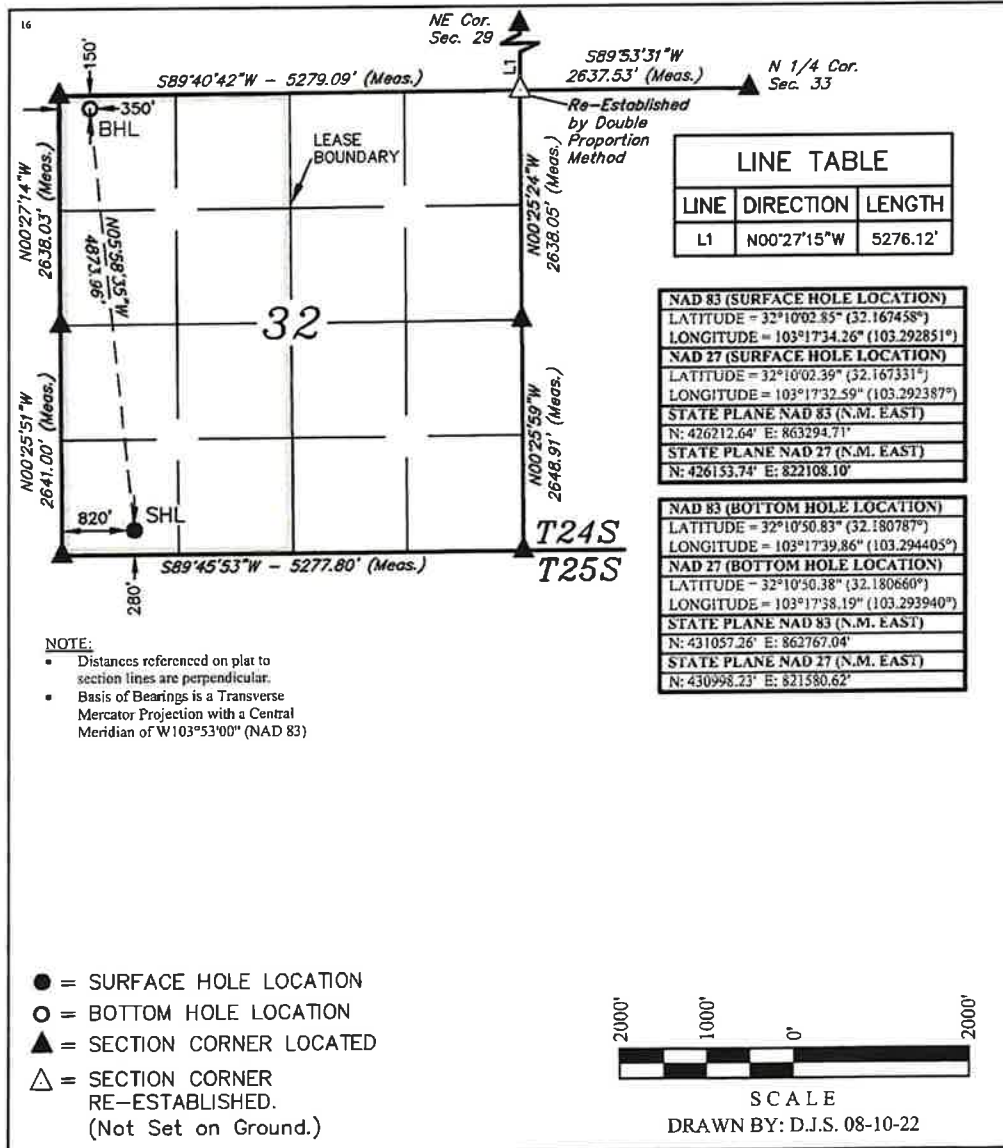 16
NE Cor.
Sec. 29
150'
S89°40'42"W - 5279.09' (Meas.)
L1
S89°53'31"W
2637.53' (Meas.)
N 1/4 Cor.
Sec. 33
350'
BHL
LEASE
BOUNDARY
Re-Established
by Double
Proportion
Method
N00°27'14"W
2638.03' (Meas.)
N05°58'35"W
4873.96'
N00°25'24"W
2638.05' (Meas.)
32
N00°25'51"W
2641.00' (Meas.)
N00°25'59"W
2648.91' (Meas.)
820'
SHL
T24S
T25S
S89°45'53"W - 5277.80' (Meas.)
280'
LINE TABLE
LINE DIRECTION LENGTH
L1 N00°27'15"W 5276.12'
NAD 83 (SURFACE HOLE LOCATION)
LATITUDE = 32°10'02.85" (32.167458°)
LONGITUDE = 103°17'34.26" (103.292851°)
NAD 27 (SURFACE HOLE LOCATION)
LATITUDE = 32°10'02.39" (32.167331°)
LONGITUDE = 103°17'32.59" (103.292387°)
STATE PLANE NAD 83 (N.M. EAST)
N: 426212.64' E: 863294.71'
STATE PLANE NAD 27 (N.M. EAST)
N: 426153.74' E: 822108.10'
NAD 83 (BOTTOM HOLE LOCATION)
LATITUDE = 32°10'50.83" (32.180787°)
LONGITUDE = 103°17'39.86" (103.294405°)
NAD 27 (BOTTOM HOLE LOCATION)
LATITUDE = 32°10'50.38" (32.180660°)
LONGITUDE = 103°17'38.19" (103.293940°)
STATE PLANE NAD 83 (N.M. EAST)
N: 431057.26' E: 862767.04'
STATE PLANE NAD 27 (N.M. EAST)
N: 430998.23' E: 821580.62'
NOTE:
▪ Distances referenced on plat to
section lines are perpendicular.
▪ Basis of Bearings is a Transverse
Mercator Projection with a Central
Meridian of W103°53'00" (NAD 83)
● = SURFACE HOLE LOCATION
○ = BOTTOM HOLE LOCATION
▲ = SECTION CORNER LOCATED
△ = SECTION CORNER
RE-ESTABLISHED.
(Not Set on Ground.)
2000' 1000' 0' 2000'
SCALE
DRAWN BY: D.J.S. 08-10-22